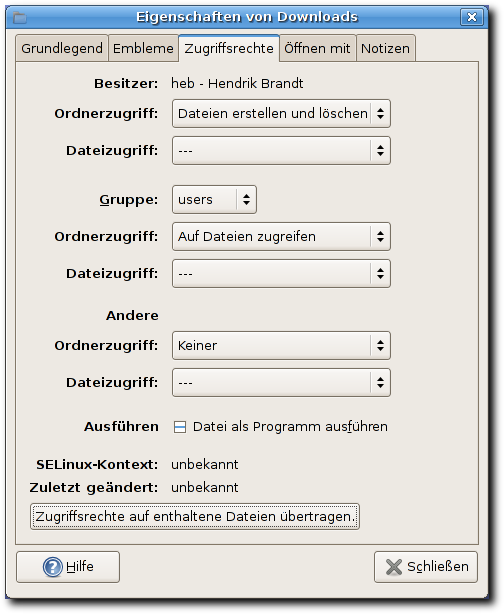 Eigenschaften von Downloads
Grundlegend Embleme Zugriffsrechte Öffnen mit Notizen
Besitzer: heb - Hendrik Brandt
Ordnerzugriff: Dateien erstellen und löschen
Dateizugriff: ---
Gruppe: users
Ordnerzugriff: Auf Dateien zugreifen
Dateizugriff: ---
Andere
Ordnerzugriff: Keiner
Dateizugriff: ---
Ausführen Datei als Programm ausführen
SELinux-Kontext: unbekannt
Zuletzt geändert: unbekannt
Zugriffsrechte auf enthaltene Dateien übertragen.
Hilfe Schließen